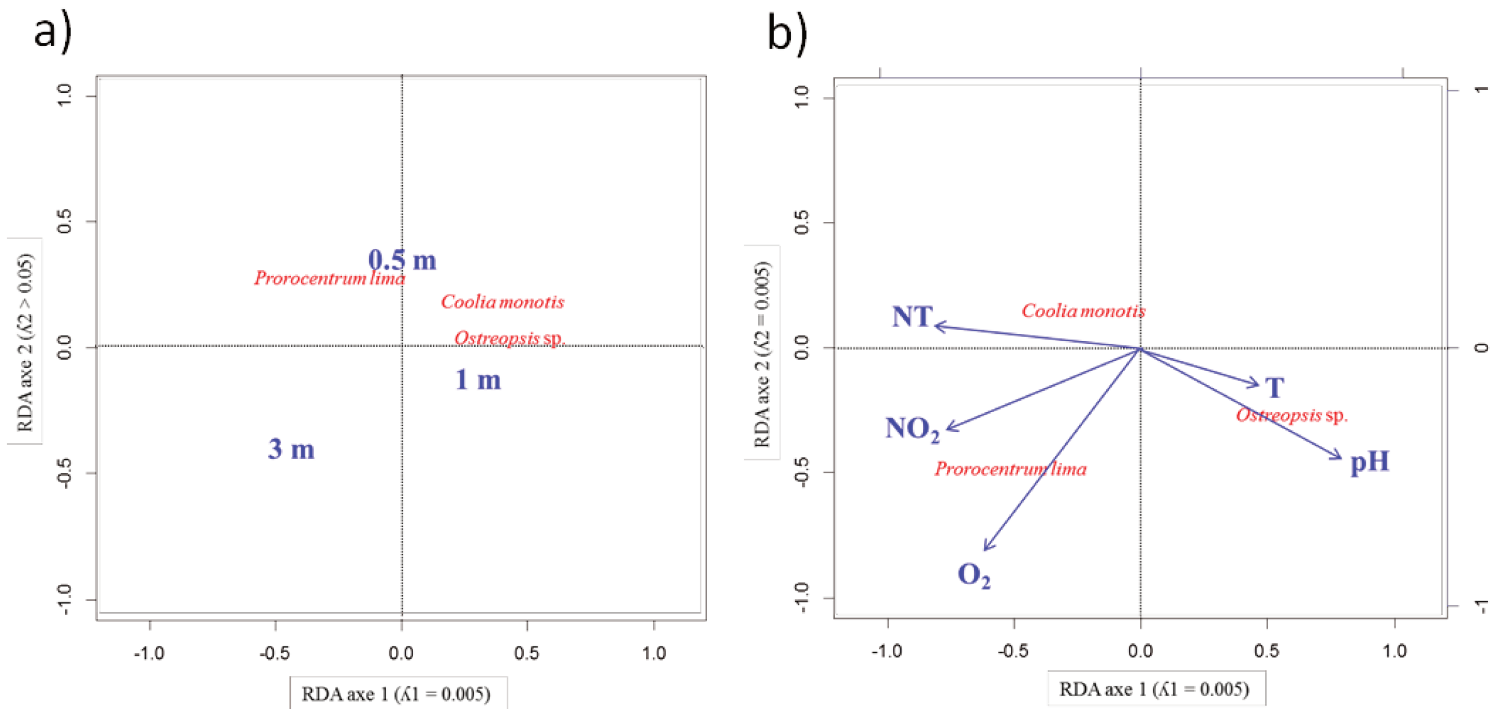 a)
1.0
0.5
0.0
-0.5
-1.0
RDA axe 2 (ʎ2 > 0.05)
0.5 m
Prorocentrum lima
Coolia monotis
Ostreopsis sp.
1 m
3 m
-1.0 -0.5 0.0 0.5 1.0
RDA axe 1 (ʎ1 = 0.005)
b)
1.0
0.5
0.0
-0.5
-1.0
RDA axe 2 (ʎ2 = 0.005)
1
0
-1
Coolia monotis
NT
T
NO₂
Ostreopsis sp.
pH
Prorocentrum lima
O₂
-1.0 -0.5 0.0 0.5 1.0
RDA axe 1 (ʎ1 = 0.005)